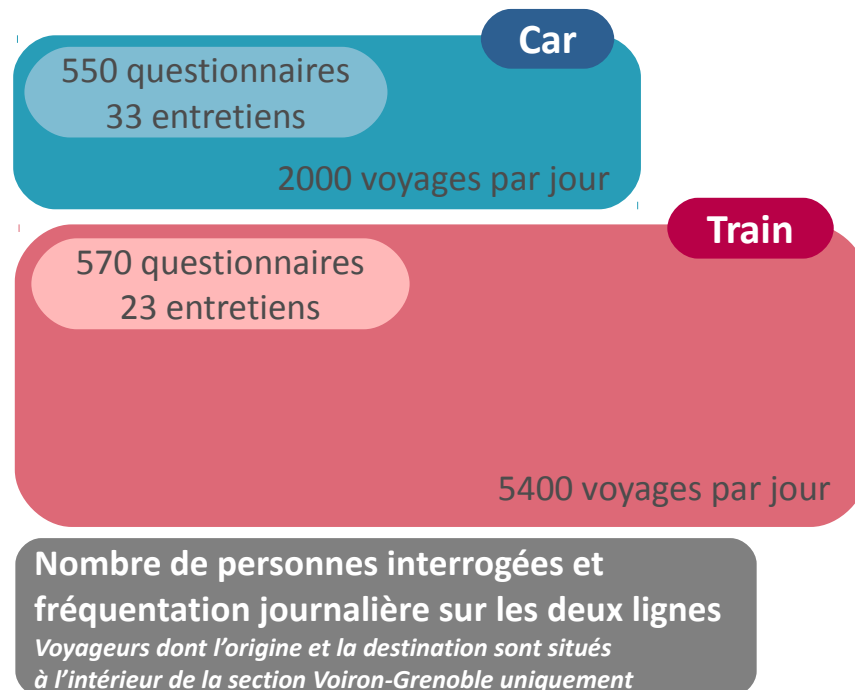 Car
550 questionnaires
33 entretiens
2000 voyages par jour
Train
570 questionnaires
23 entretiens
5400 voyages par jour
Nombre de personnes interrogées et
fréquentation journalière sur les deux lignes
Voyageurs dont l’origine et la destination sont situés
à l’intérieur de la section Voiron-Grenoble uniquement